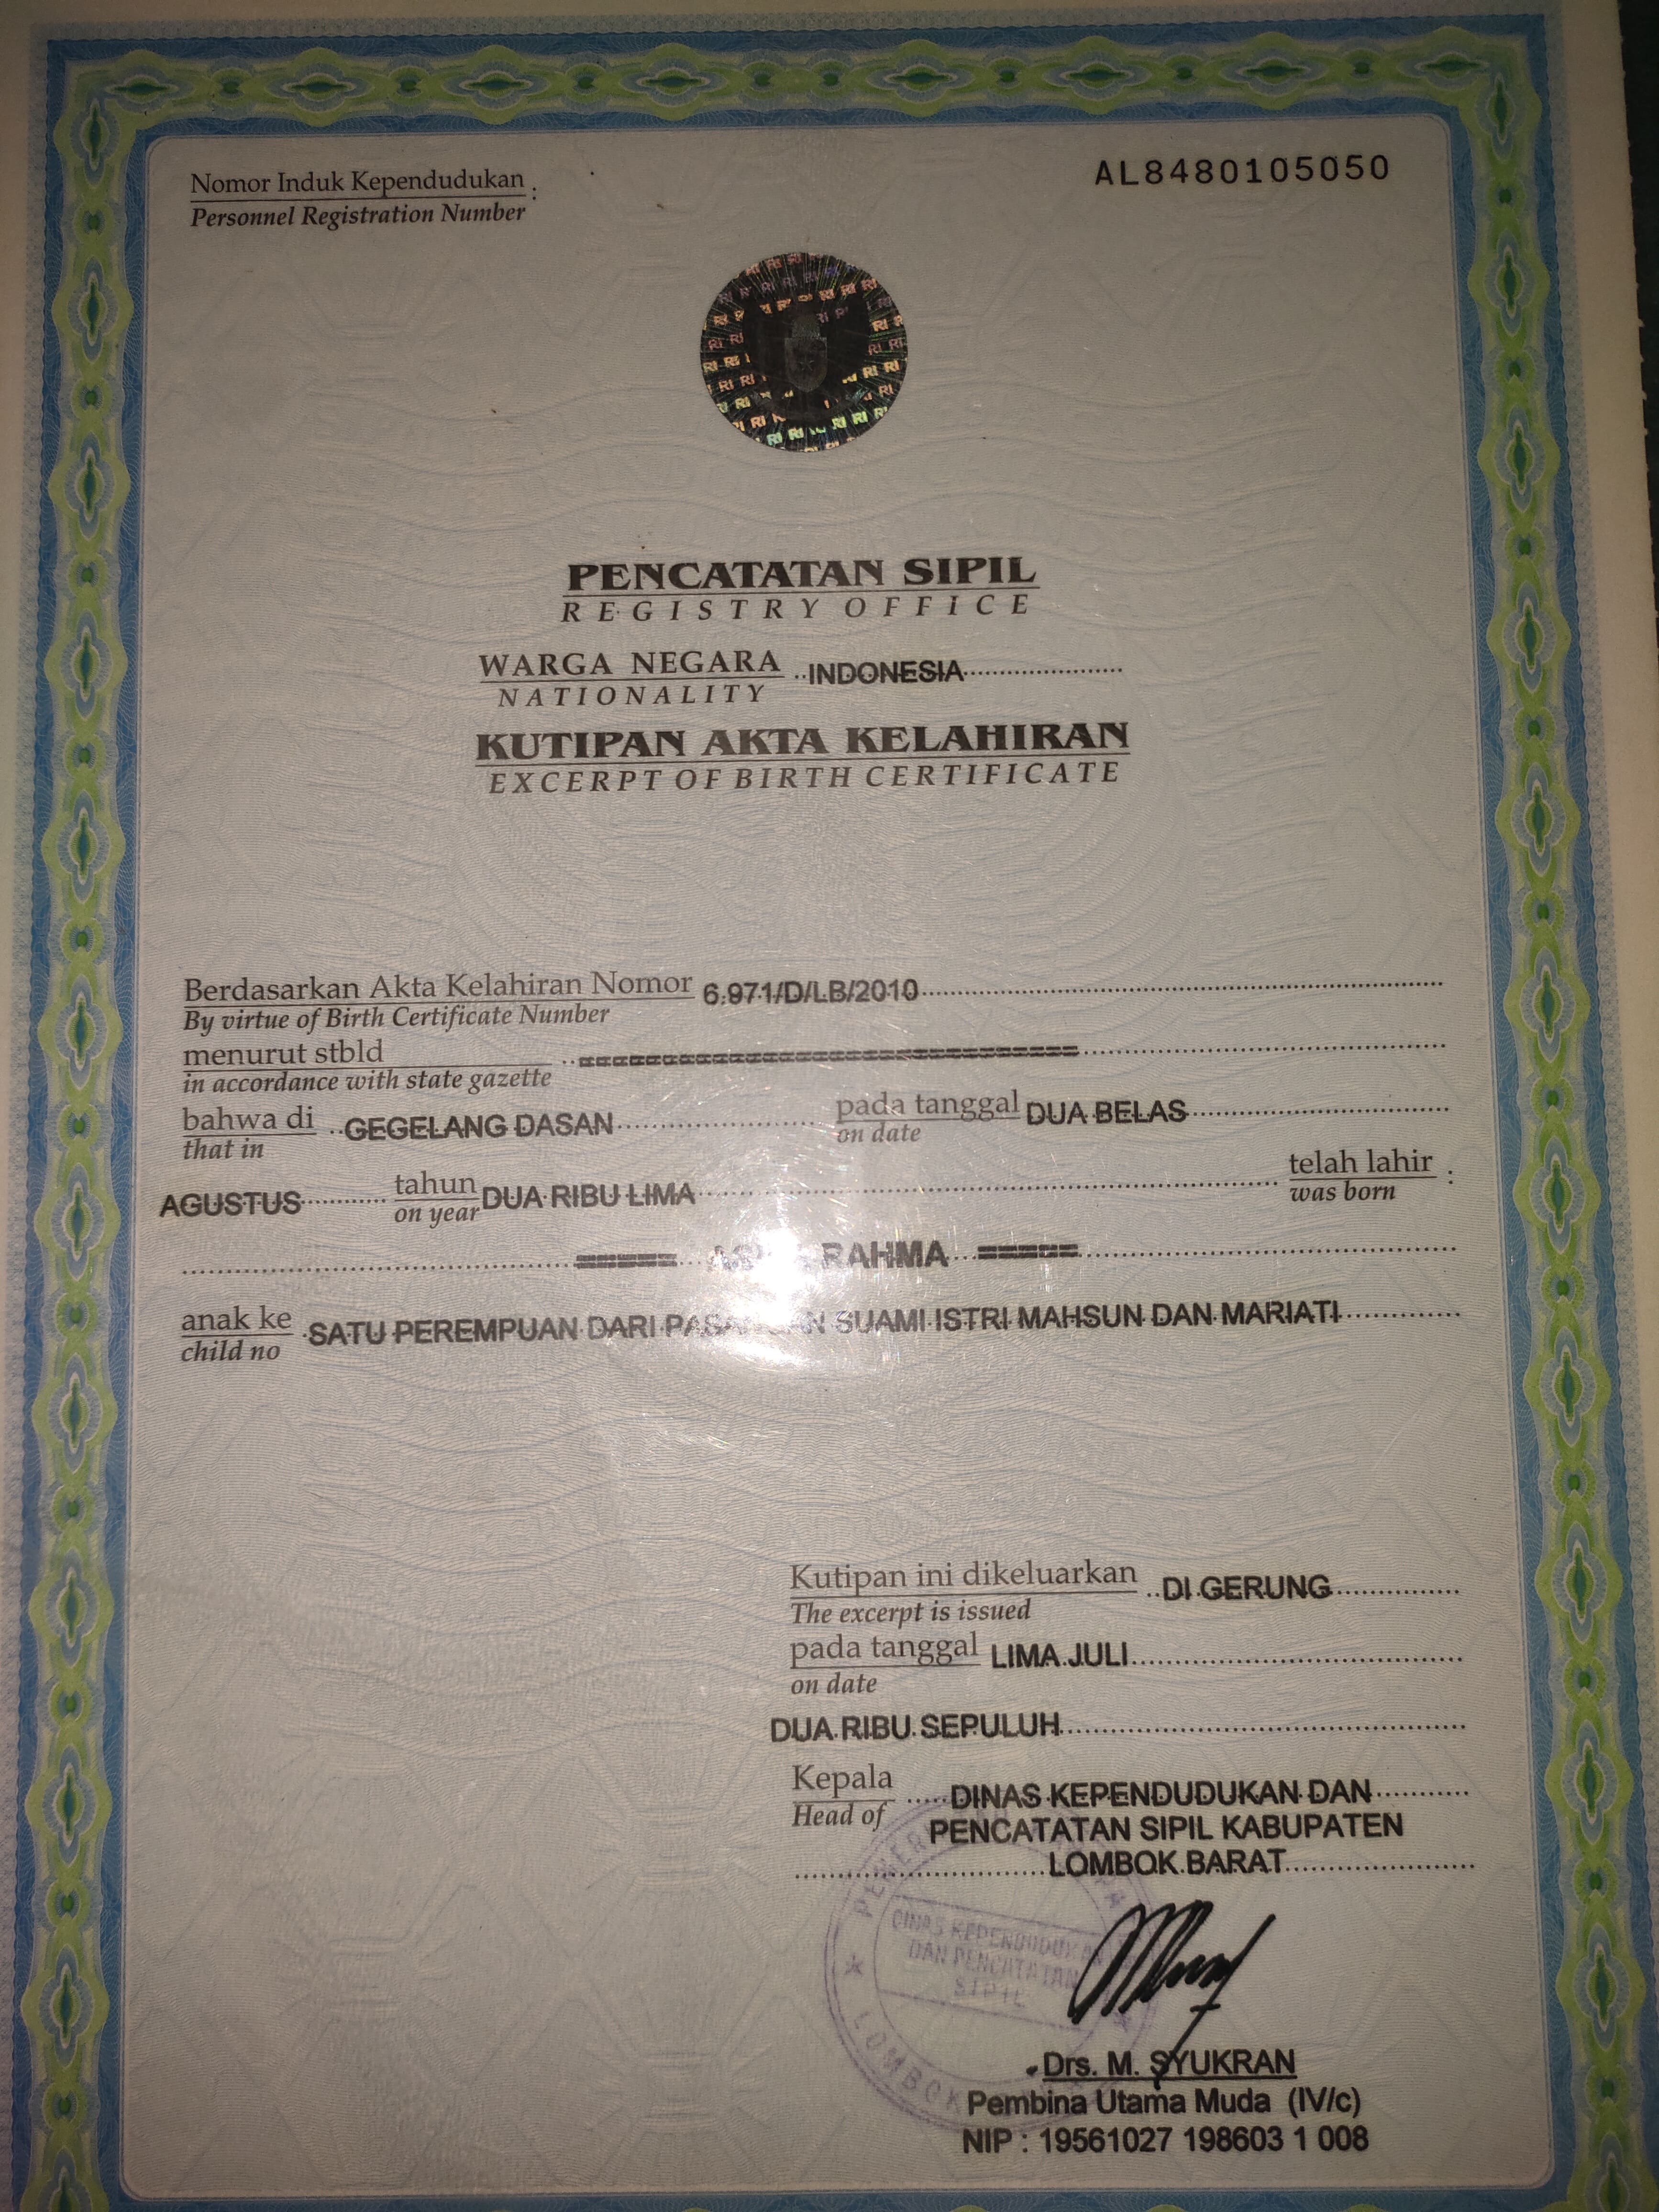 Nomor Induk Kependudukan :
Personnel Registration Number
AL8480105050
PENCATATAN SIPIL
REGISTRY OFFICE
WARGA NEGARA INDONESIA
NATIONALITY
KUTIPAN AKTA KELAHIRAN
EXCERPT OF BIRTH CERTIFICATE
Berdasarkan Akta Kelahiran Nomor 6.971/D/LB/2010
By virtue of Birth Certificate Number
menurut stbld ===================================
in accordance with state gazette
bahwa di GEGELANG DASAN pada tanggal DUA BELAS
that in on date
AGUSTUS tahun DUA RIBU LIMA telah lahir :
on year was born
====== RAHMA ======
anak ke SATU PEREMPUAN DARI SUAMI ISTRI MAHSUN DAN MARIATI
child no
Kutipan ini dikeluarkan DI GERUNG
The excerpt is issued
pada tanggal LIMA JULI
on date
DUA RIBU SEPULUH
Kepala DINAS KEPENDUDUKAN DAN
Head of PENCATATAN SIPIL KABUPATEN
LOMBOK BARAT
DAN PENCATATAN
SIPIL
LOMBOK
Drs. M. SYUKRAN
Pembina Utama Muda (IV/c)
NIP : 19561027 198603 1 008